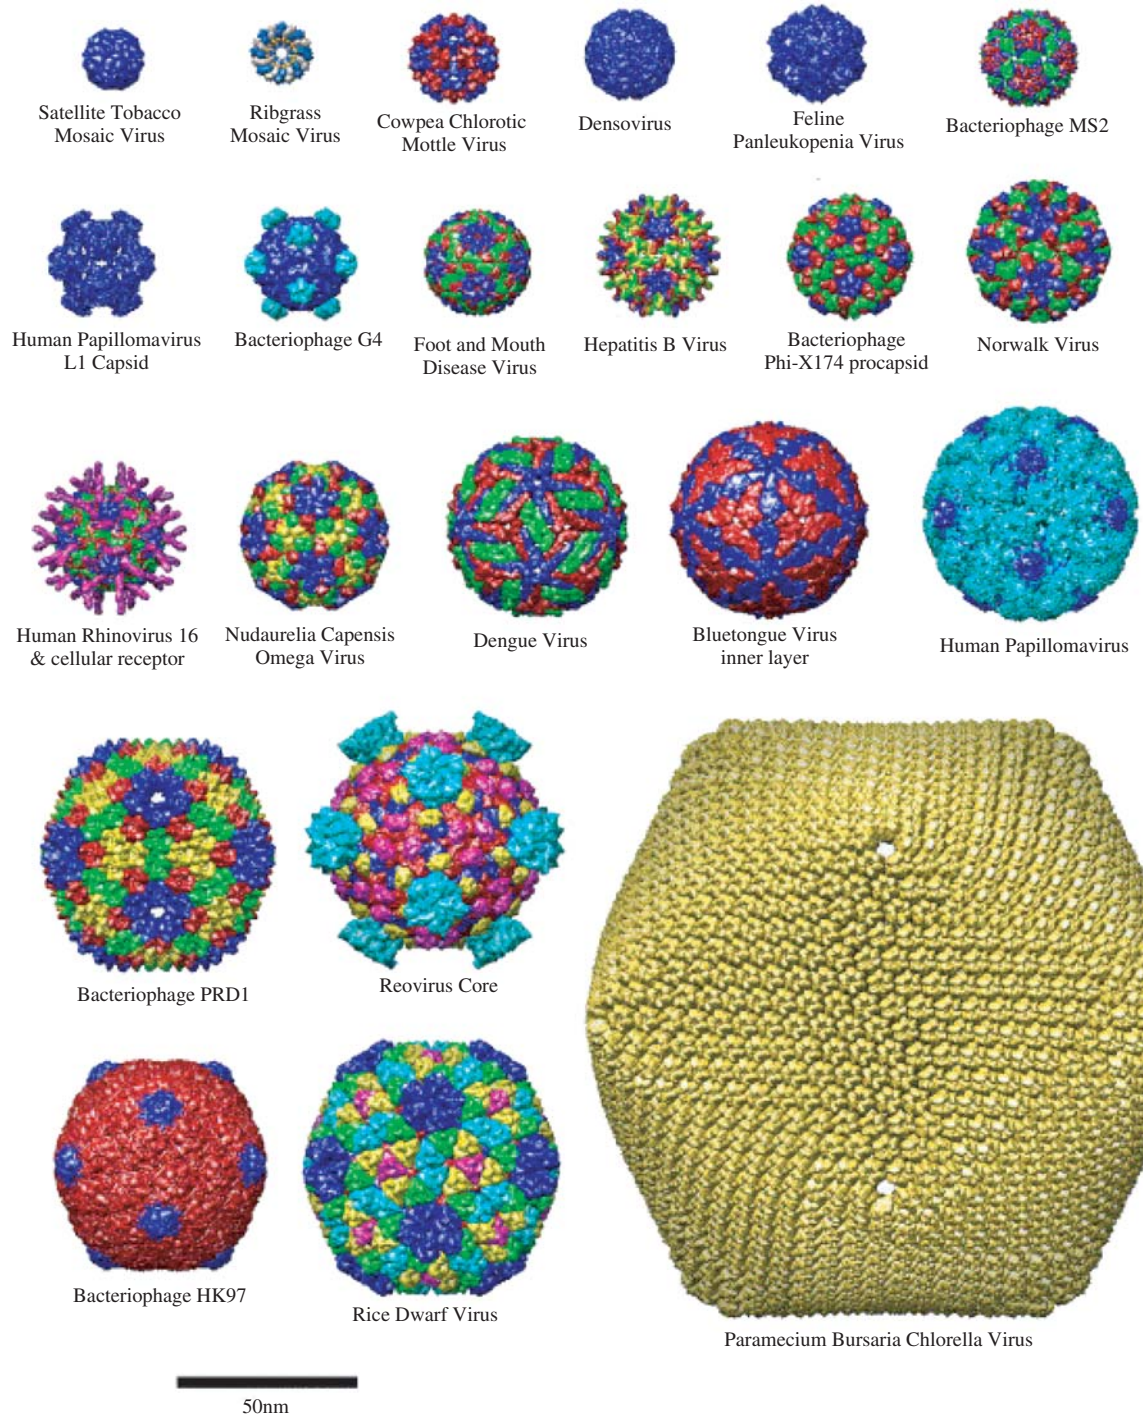 Satellite Tobacco
Mosaic Virus
Ribgrass
Mosaic Virus
Cowpea Chlorotic
Mottle Virus
Densovirus
Feline
Panleukopenia Virus
Bacteriophage MS2
Human Papillomavirus
L1 Capsid
Bacteriophage G4
Foot and Mouth
Disease Virus
Hepatitis B Virus
Bacteriophage
Phi-X174 procapsid
Norwalk Virus
Human Rhinovirus 16
& cellular receptor
Nudaurelia Capensis
Omega Virus
Dengue Virus
Bluetongue Virus
inner layer
Human Papillomavirus
Bacteriophage PRD1
Reovirus Core
Bacteriophage HK97
Rice Dwarf Virus
Paramecium Bursaria Chlorella Virus
50nm